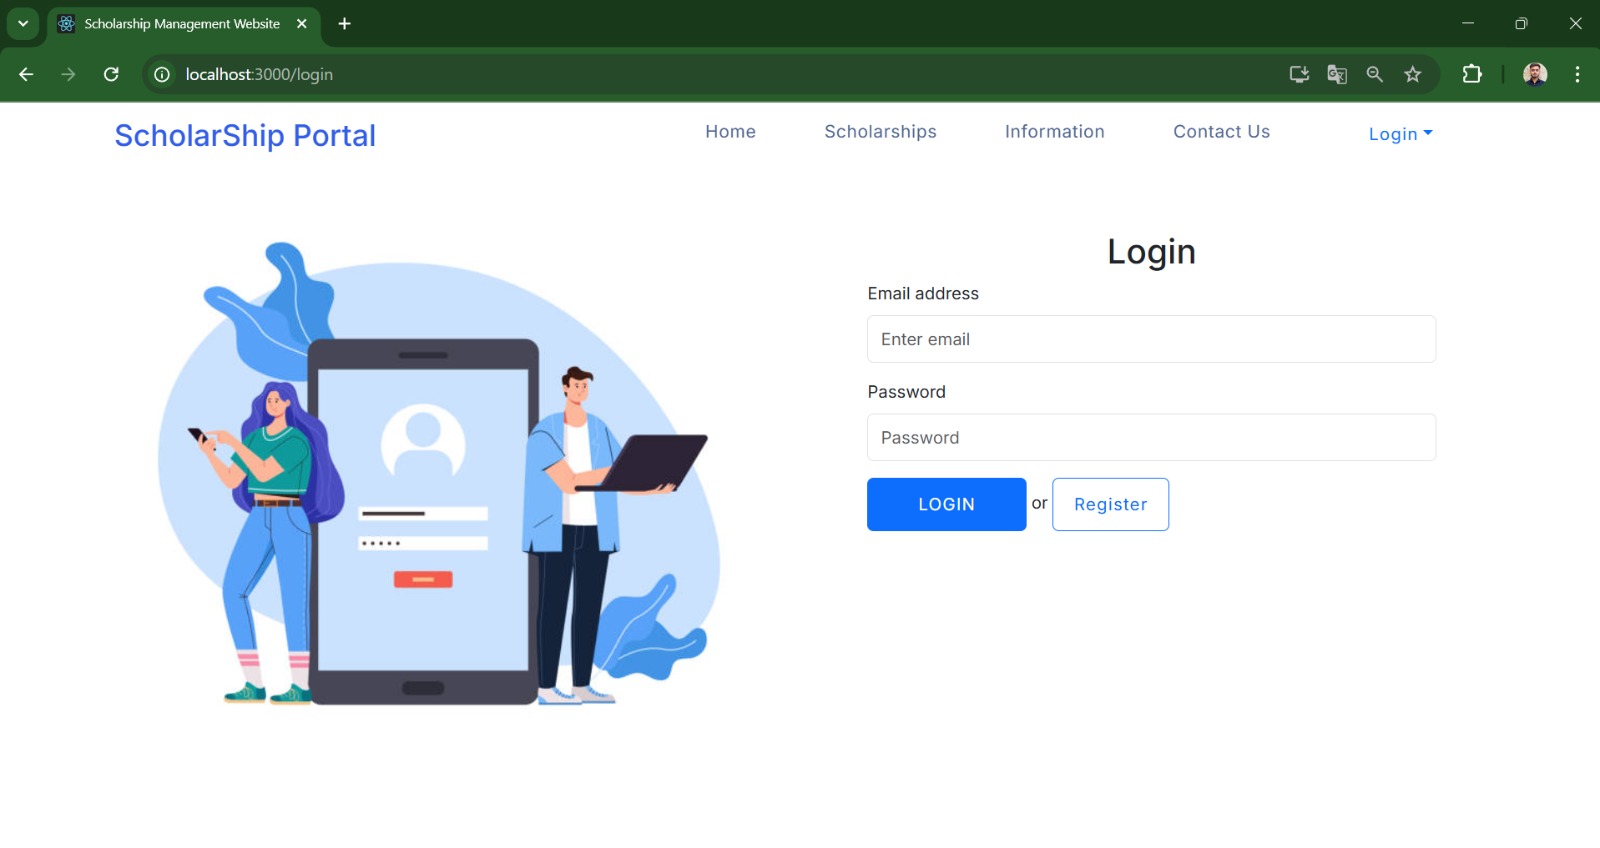 Scholarship Management Website
localhost:3000/login
ScholarShip Portal
Home
Scholarships
Information
Contact Us
Login
Login
Email address
Enter email
Password
Password
LOGIN or Register